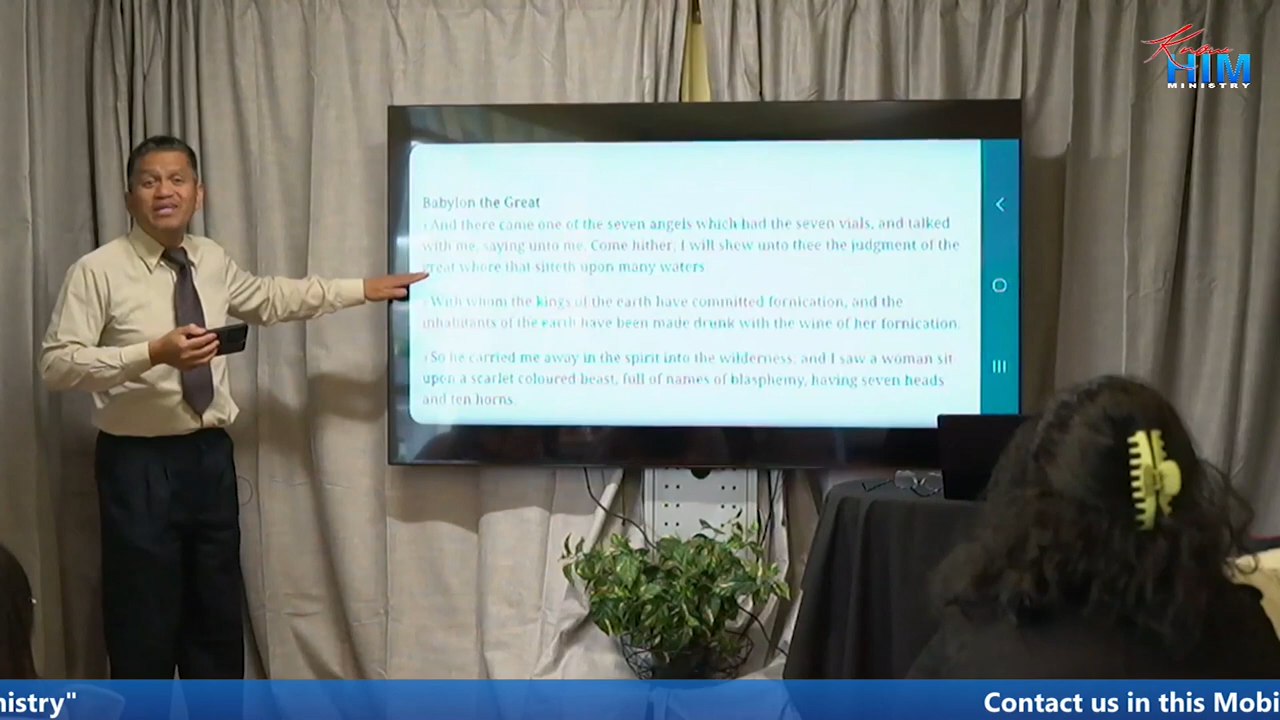 Know
HIM
MINISTRY
Babylon the Great
1 And there came one of the seven angels which had the seven vials, and talked
with me, saying unto me, Come hither; I will shew unto thee the judgment of the
great whore that sitteth upon many waters
2 With whom the kings of the earth have committed fornication, and the
inhabitants of the earth have been made drunk with the wine of her fornication.
3 So he carried me away in the spirit into the wilderness: and I saw a woman sit
upon a scarlet coloured beast, full of names of blasphemy, having seven heads
and ten horns.
nistry" Contact us in this Mobi